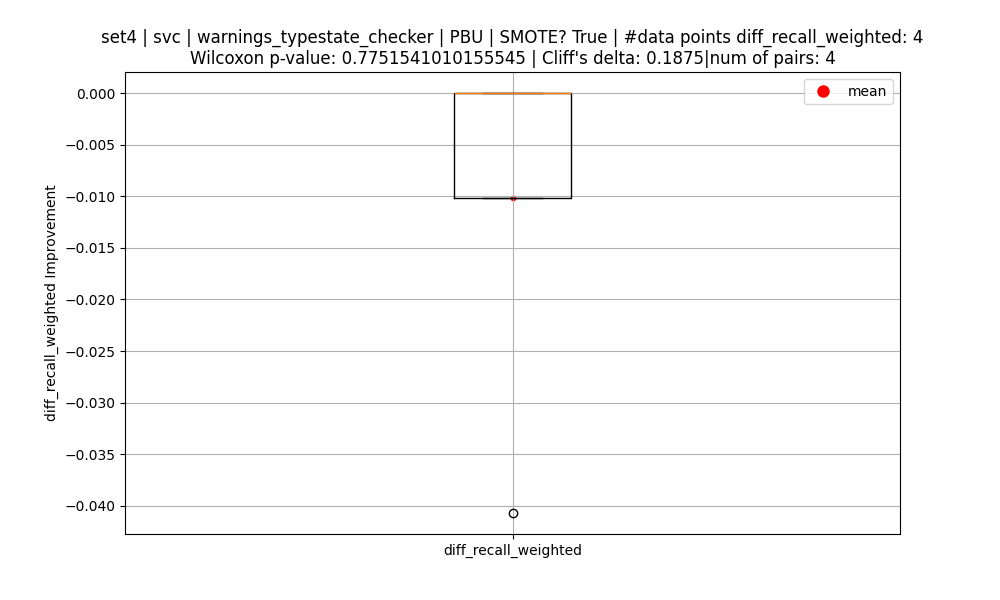 set4 | svc | warnings_typestate_checker | PBU | SMOTE? True | #data points diff_recall_weighted: 4
Wilcoxon p-value: 0.7751541010155545 | Cliff's delta: 0.1875|num of pairs: 4
mean
0.000
−0.005
−0.010
−0.015
−0.020
−0.025
−0.030
−0.035
−0.040
diff_recall_weighted Improvement
diff_recall_weighted